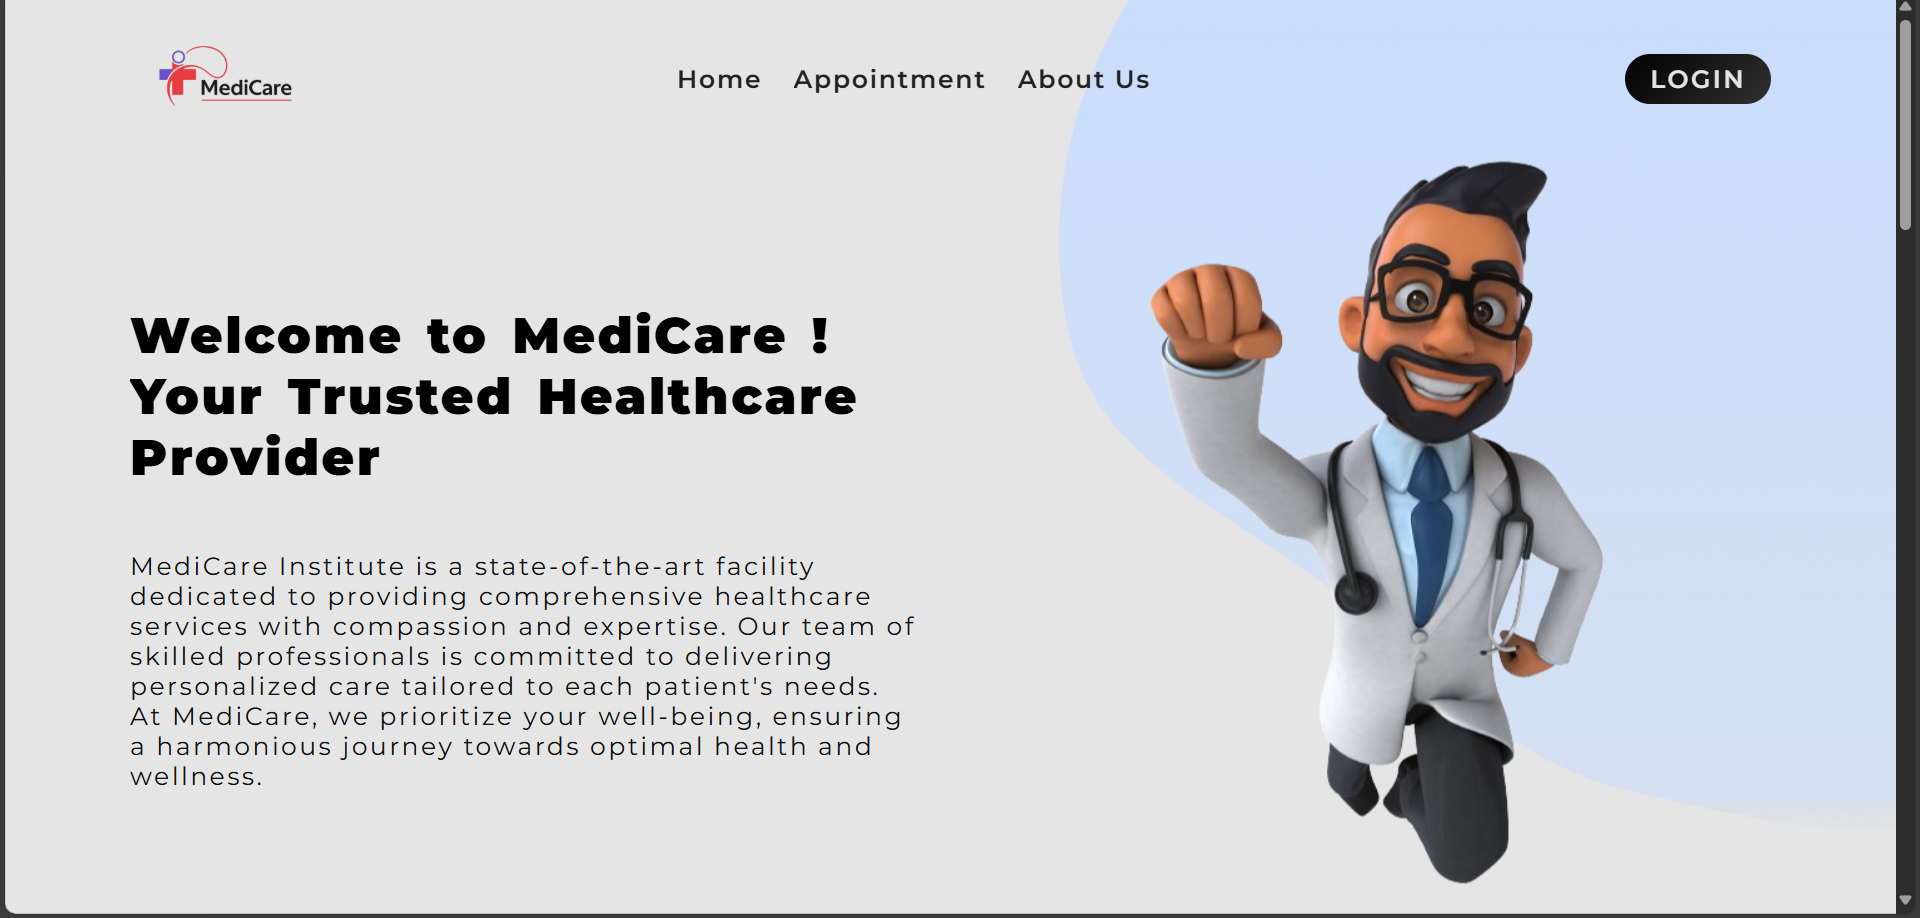 MediCare
Home Appointment About Us
LOGIN
Welcome to MediCare !
Your Trusted Healthcare
Provider
MediCare Institute is a state-of-the-art facility
dedicated to providing comprehensive healthcare
services with compassion and expertise. Our team of
skilled professionals is committed to delivering
personalized care tailored to each patient's needs.
At MediCare, we prioritize your well-being, ensuring
a harmonious journey towards optimal health and
wellness.